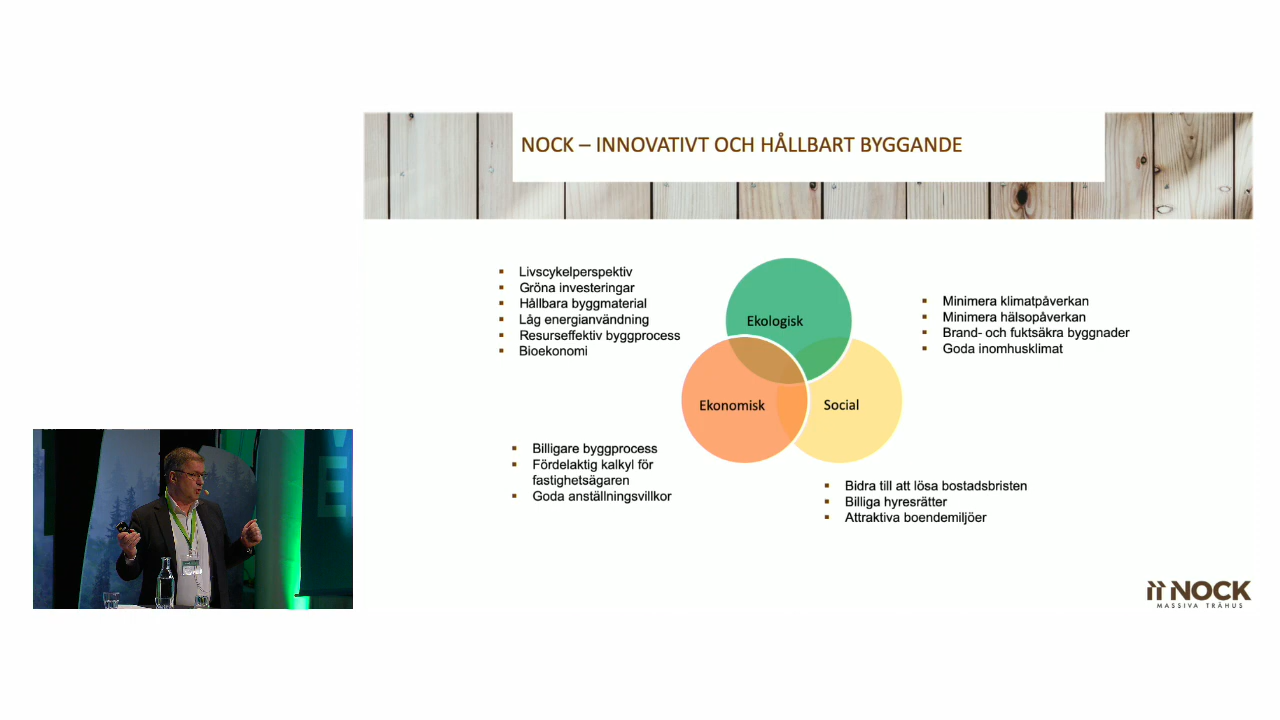 NOCK – INNOVATIVT OCH HÅLLBART BYGGANDE
▪ Livscykelperspektiv
▪ Gröna investeringar
▪ Hållbara byggmaterial
▪ Låg energianvändning
▪ Resurseffektiv byggprocess
▪ Bioekonomi
Ekologisk
▪ Minimera klimatpåverkan
▪ Minimera hälsopåverkan
▪ Brand- och fuktsäkra byggnader
▪ Goda inomhusklimat
Ekonomisk
Social
▪ Billigare byggprocess
▪ Fördelaktig kalkyl för
fastighetsägaren
▪ Goda anställningsvillkor
▪ Bidra till att lösa bostadsbristen
▪ Billiga hyresrätter
▪ Attraktiva boendemiljöer
NOCK
MASSIVA TRÄHUS